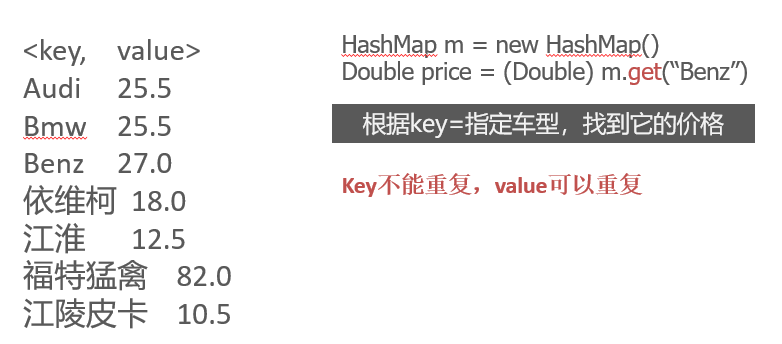 <key, value>
Audi 25.5
Bmw 25.5
Benz 27.0
依维柯 18.0
江淮 12.5
福特猛禽 82.0
江陵皮卡 10.5
HashMap m = new HashMap()
Double price = (Double) m.get(“Benz”)
根据key=指定车型，找到它的价格
Key不能重复，value可以重复